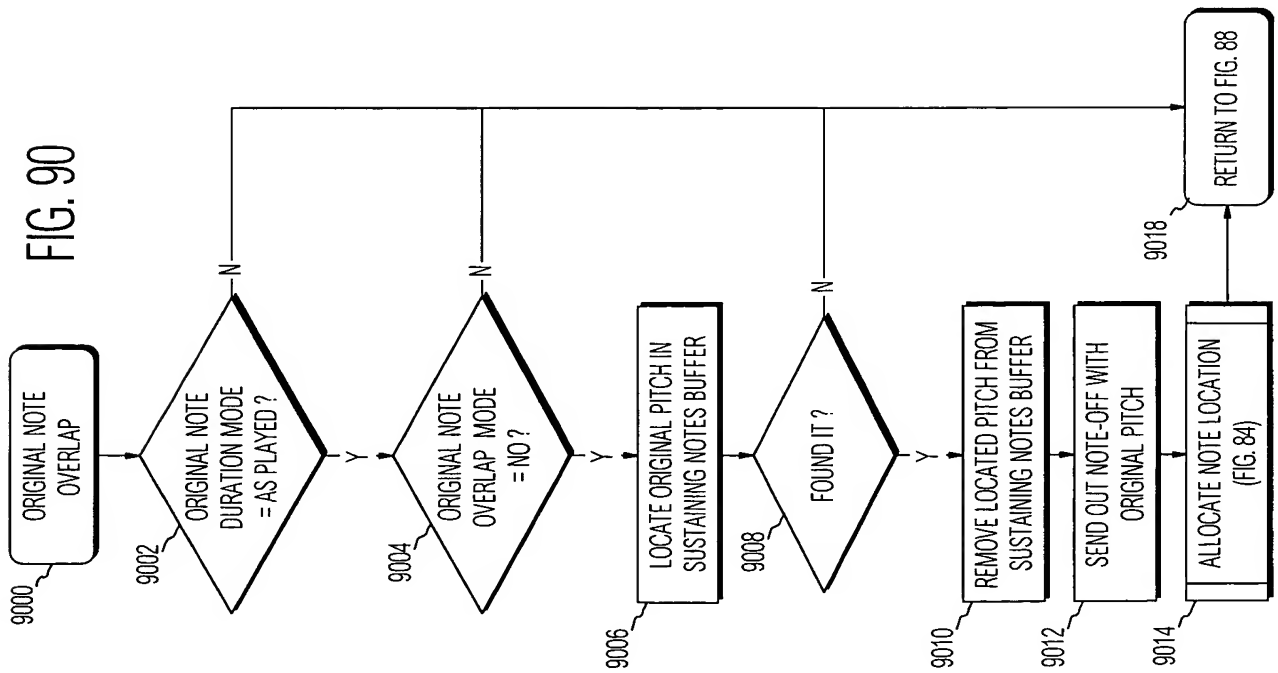 FIG. 90
9000
ORIGINAL NOTE
OVERLAP
9002
ORIGINAL NOTE
DURATION MODE
= AS PLAYED ?
N
Y
9004
ORIGINAL NOTE
OVERLAP MODE
= NO ?
N
Y
9006
LOCATE ORIGINAL PITCH IN
SUSTAINING NOTES BUFFER
9008
FOUND IT ?
N
Y
9010
REMOVE LOCATED PITCH FROM
SUSTAINING NOTES BUFFER
9012
SEND OUT NOTE-OFF WITH
ORIGINAL PITCH
9014
ALLOCATE NOTE LOCATION
(FIG. 84)
9018
RETURN TO FIG. 88